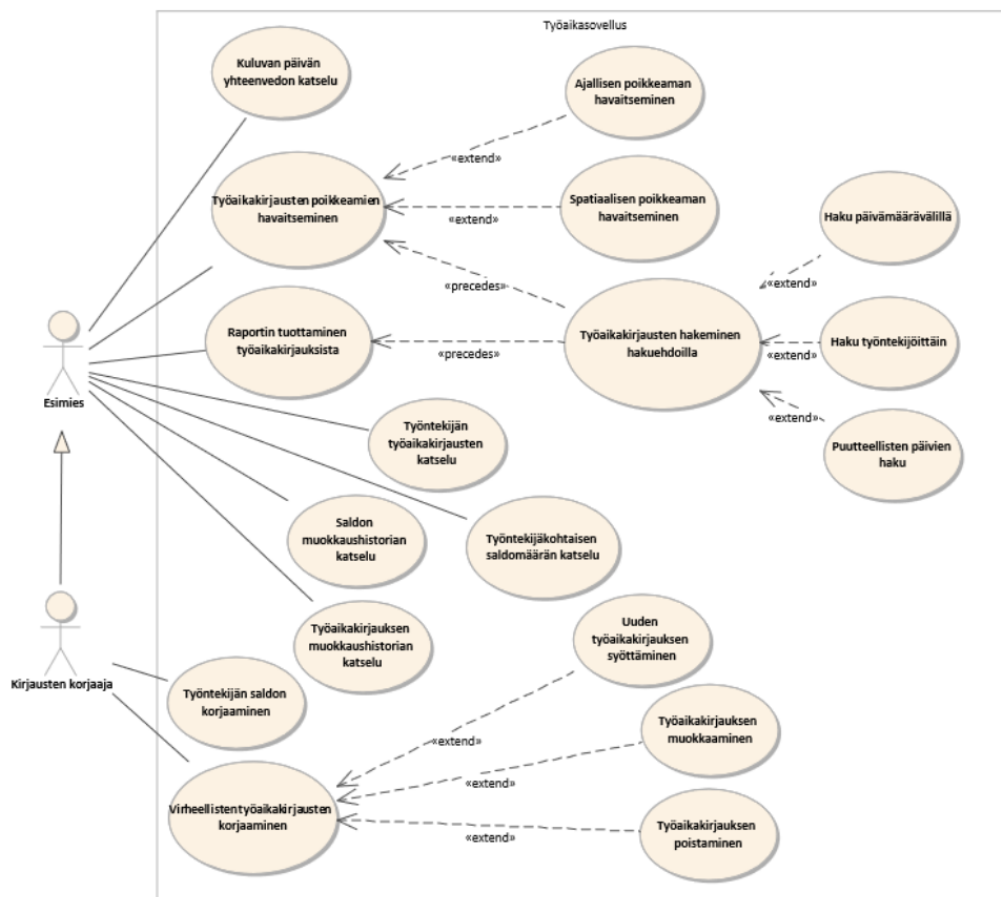 Työaikasovellus
Kuluvan päivän
yhteenvedon katselu
Ajallisen poikkeaman
havaitseminen
«extend»
Työaikakirjausten poikkeamien
havaitseminen
Spatiaalisen poikkeaman
havaitseminen
«extend»
Haku päivämäärävälillä
«precedes»
«extend»
Raportin tuottaminen
työaikakirjauksista
Työaikakirjausten hakeminen
hakuehdoilla
Haku työntekijöittäin
«precedes»
«extend»
Esimies
«extend»
Työntekijän
työaikakirjausten
katselu
Puutteellisten päivien
haku
Saldon
muokkaushistorian
katselu
Työntekijäkohtaisen
saldomäärän katselu
Työaikakirjauksen
muokkaushistorian
katselu
Uuden
työaikakirjauksen
syöttäminen
Kirjausten korjaaja
Työntekijän saldon
korjaaminen
Työaikakirjauksen
muokkaaminen
«extend»
«extend»
Virheellisten työaikakirjausten
korjaaminen
Työaikakirjauksen
poistaminen
«extend»